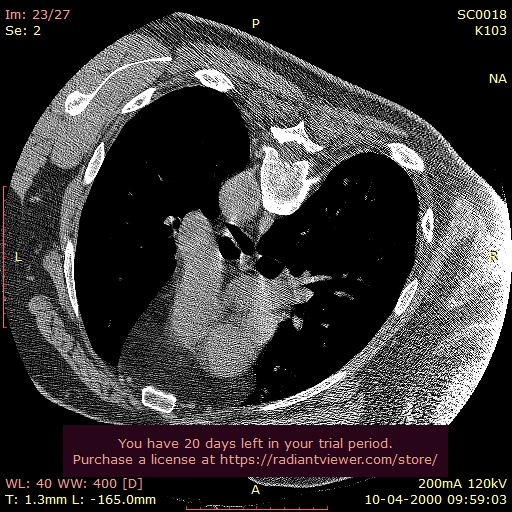 Im: 23/27
Se: 2
P
SC0018
K103
NA
L
R
You have 20 days left in your trial period.
Purchase a license at https://radiantviewer.com/store/
WL: 40 WW: 400 [D]
T: 1.3mm L: -165.0mm
A
200mA 120kV
10-04-2000 09:59:03